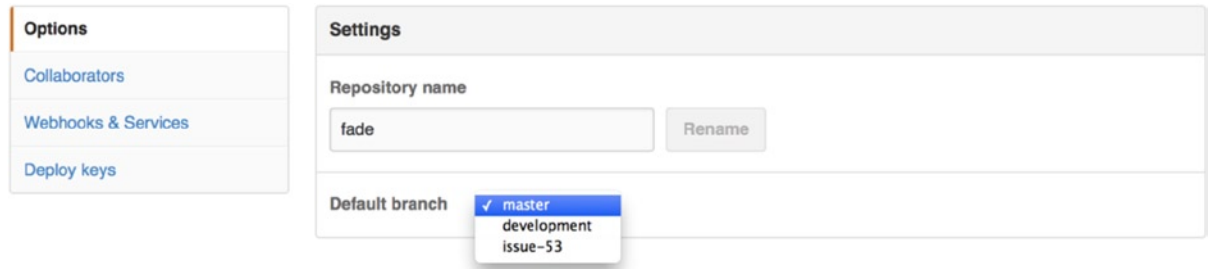 Options
Collaborators
Webhooks & Services
Deploy keys
Settings
Repository name
fade
Rename
Default branch
✓ master
development
issue-53